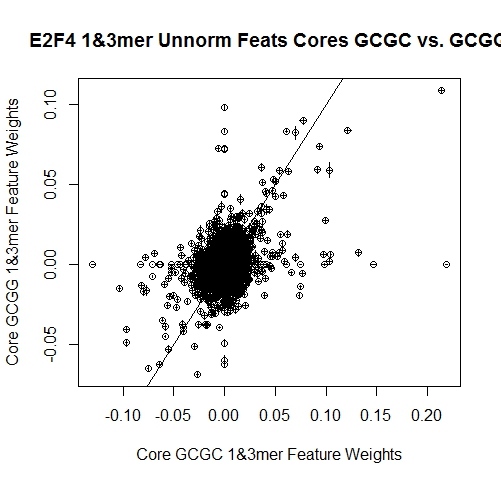 E2F4 1&3mer Unnorm Feats Cores GCGC vs. GCGG
Core GCGG 1&3mer Feature Weights
0.10
0.05
0.00
-0.05
-0.10 -0.05 0.00 0.05 0.10 0.15 0.20
Core GCGC 1&3mer Feature Weights